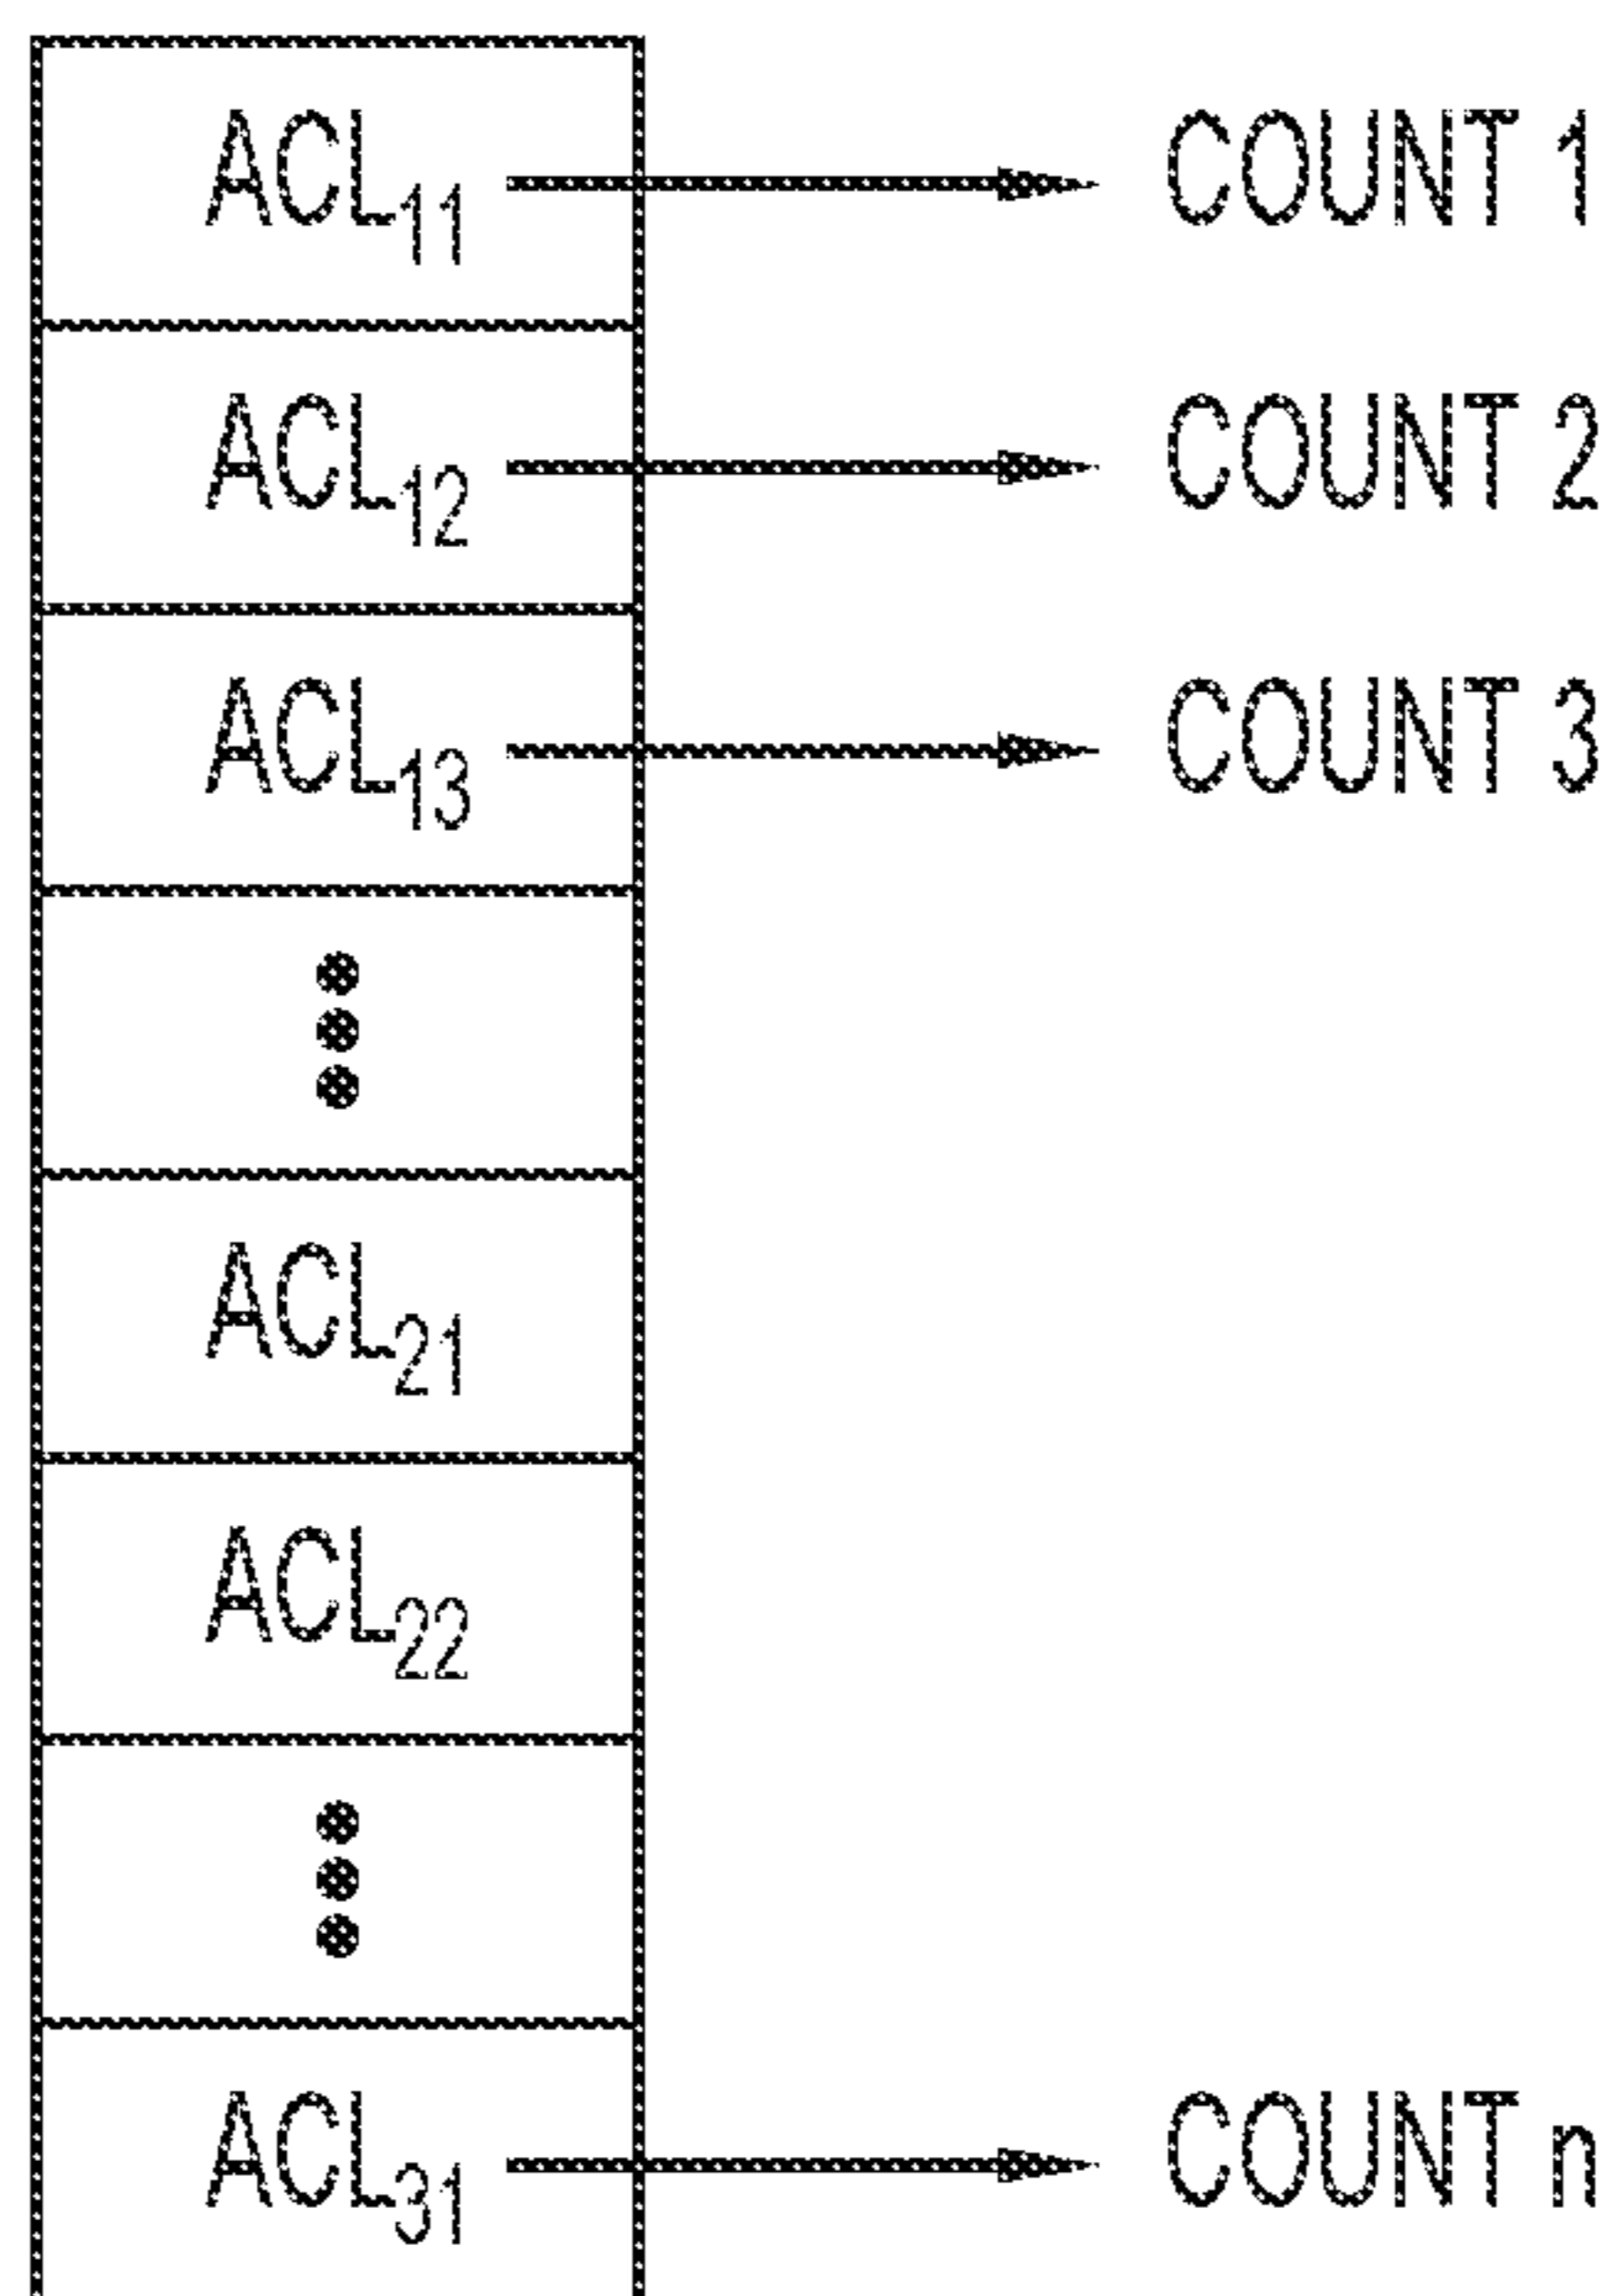 ACL₁₁ COUNT 1
ACL₁₂ COUNT 2
ACL₁₃ COUNT 3
ACL₂₁
ACL₂₂
ACL₃₁ COUNT n